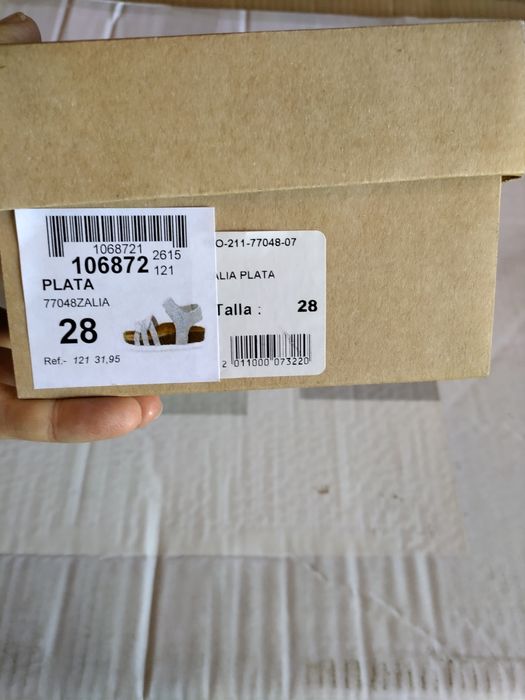 1068721
2615
106872
121
PLATA
77048ZALIA
28
Ref.- 121 31,95
O-211-77048-07
ALIA PLATA
Talla : 28
2 011000 073220